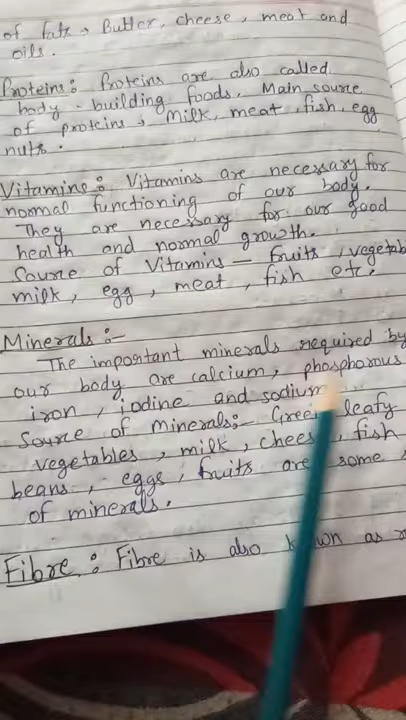 of fats → Butter, cheese, meat and
oils.
Proteins: Proteins are also called
body-building foods. Main source
of proteins → Milk, meat, fish, egg
nuts.
Vitamins: Vitamins are necessary for
normal functioning of our body.
They are necessary for our good
health and normal growth.
Source of Vitamins — fruits, vegetab
milk, egg, meat, fish etc.
Minerals :-
The important minerals required by
our body are calcium, phosphorous
iron, iodine and sodium
Source of minerals:- Green leafy
vegetables, milk, chees , fish
beans, eggs, fruits are some
of minerals.
Fibre: Fibre is also known as